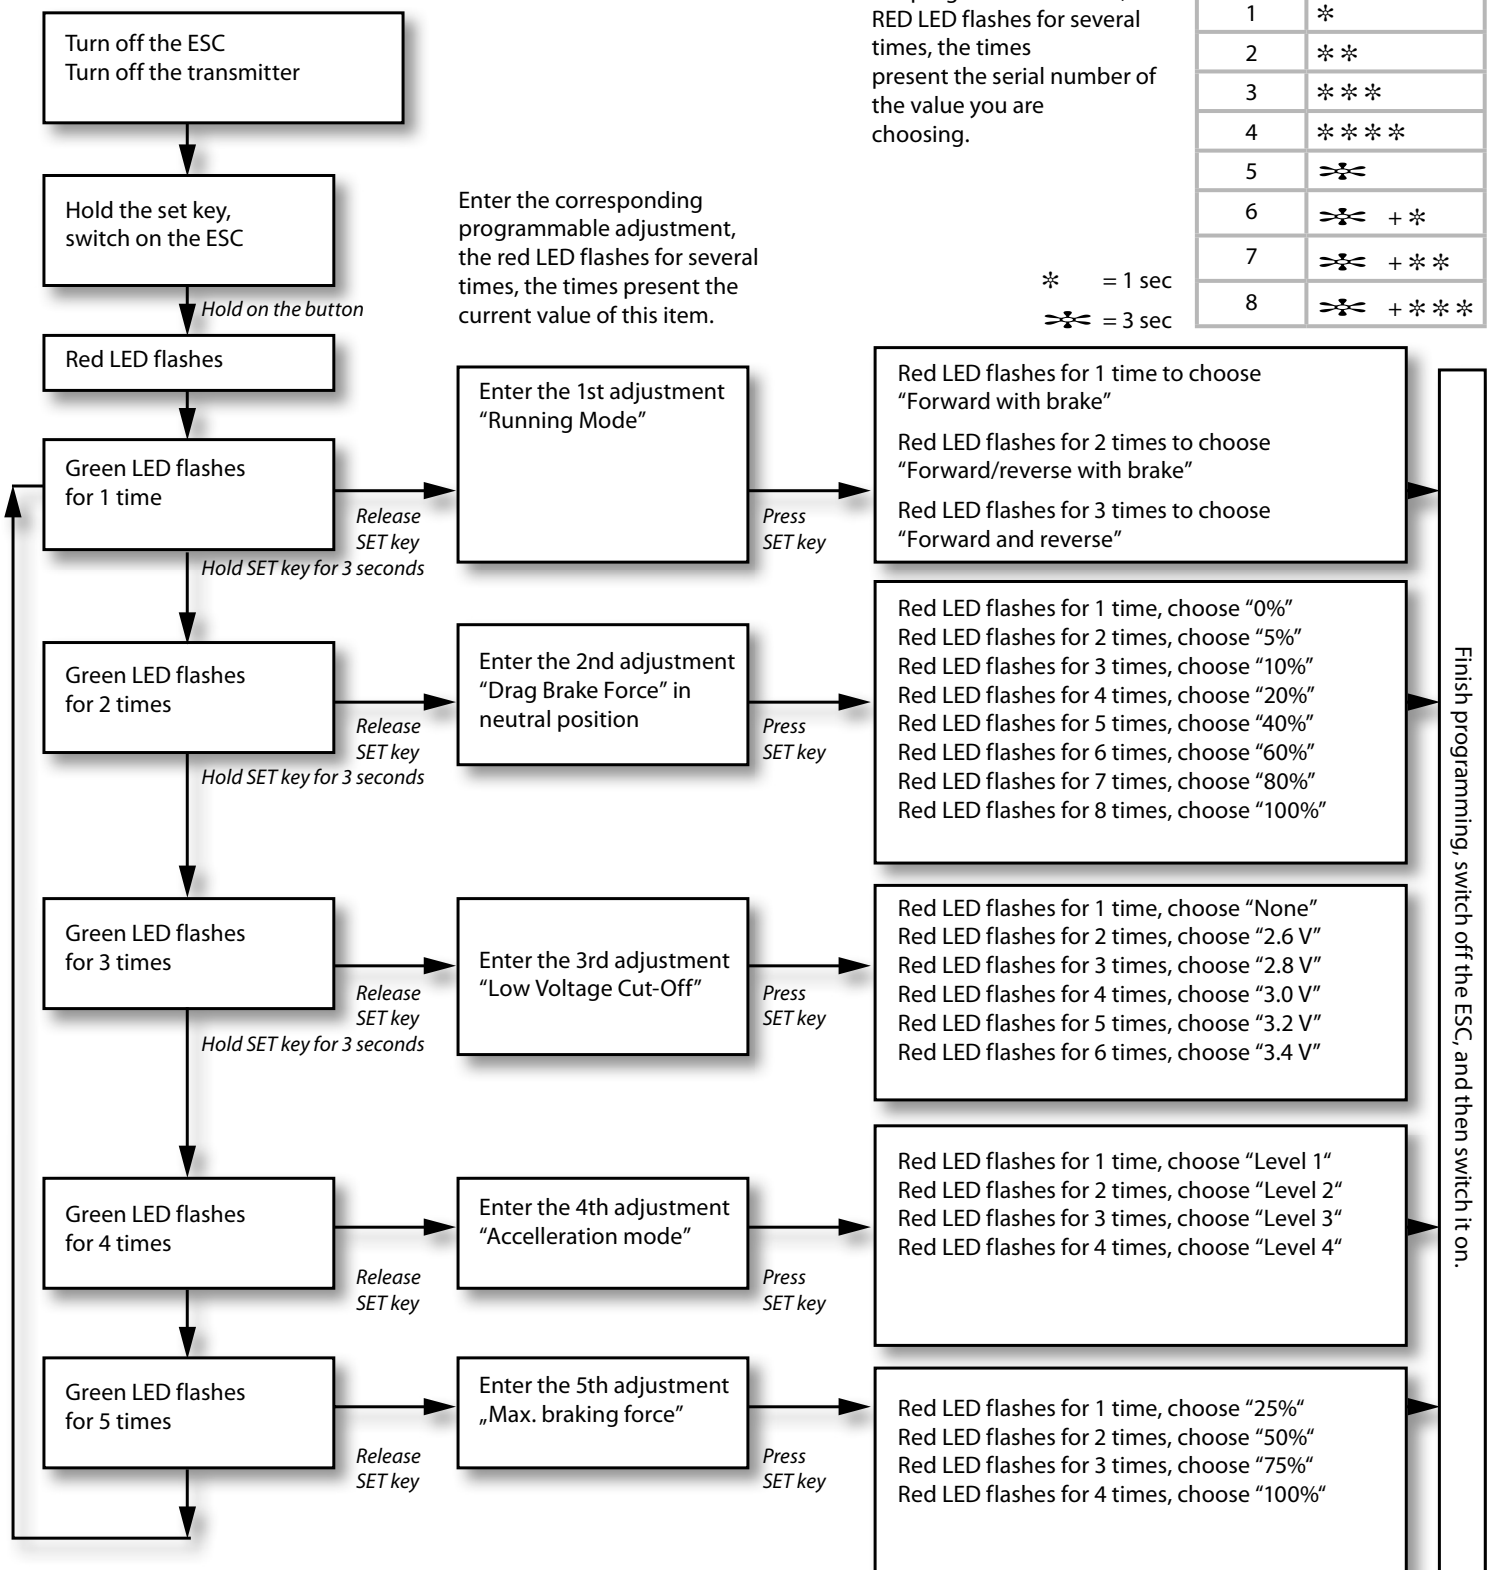 Turn off the ESC
Turn off the transmitter
RED LED flashes for several
times, the times
present the serial number of
the value you are
choosing.
1 *
2 * *
3 * * *
4 * * * *
5
6 + *
7 + * *
8 + * * *
* = 1 sec
= 3 sec
Hold the set key,
switch on the ESC
Hold on the button
Enter the corresponding
programmable adjustment,
the red LED flashes for several
times, the times present the
current value of this item.
Red LED flashes
Green LED flashes
for 1 time
Release
SET key
Hold SET key for 3 seconds
Enter the 1st adjustment
“Running Mode”
Press
SET key
Red LED flashes for 1 time to choose
“Forward with brake”
Red LED flashes for 2 times to choose
“Forward/reverse with brake”
Red LED flashes for 3 times to choose
“Forward and reverse”
Green LED flashes
for 2 times
Release
SET key
Hold SET key for 3 seconds
Enter the 2nd adjustment
“Drag Brake Force” in
neutral position
Press
SET key
Red LED flashes for 1 time, choose “0%”
Red LED flashes for 2 times, choose “5%”
Red LED flashes for 3 times, choose “10%”
Red LED flashes for 4 times, choose “20%”
Red LED flashes for 5 times, choose “40%”
Red LED flashes for 6 times, choose “60%”
Red LED flashes for 7 times, choose “80%”
Red LED flashes for 8 times, choose “100%”
Green LED flashes
for 3 times
Release
SET key
Hold SET key for 3 seconds
Enter the 3rd adjustment
“Low Voltage Cut-Off”
Press
SET key
Red LED flashes for 1 time, choose “None”
Red LED flashes for 2 times, choose “2.6 V”
Red LED flashes for 3 times, choose “2.8 V”
Red LED flashes for 4 times, choose “3.0 V”
Red LED flashes for 5 times, choose “3.2 V”
Red LED flashes for 6 times, choose “3.4 V”
Green LED flashes
for 4 times
Release
SET key
Enter the 4th adjustment
“Accelleration mode”
Press
SET key
Red LED flashes for 1 time, choose “Level 1“
Red LED flashes for 2 times, choose “Level 2“
Red LED flashes for 3 times, choose “Level 3“
Red LED flashes for 4 times, choose “Level 4“
Green LED flashes
for 5 times
Release
SET key
Enter the 5th adjustment
„Max. braking force”
Press
SET key
Red LED flashes for 1 time, choose “25%“
Red LED flashes for 2 times, choose “50%“
Red LED flashes for 3 times, choose “75%“
Red LED flashes for 4 times, choose “100%“
Finish programming, switch off the ESC, and then switch it on.